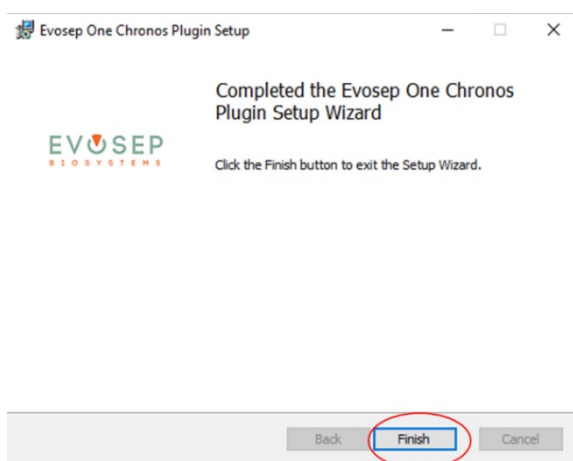 Evosep One Chronos Plugin Setup
Completed the Evosep One Chronos
Plugin Setup Wizard
EVOSEP
BIOSYSTEMS
Click the Finish button to exit the Setup Wizard.
Back Finish Cancel